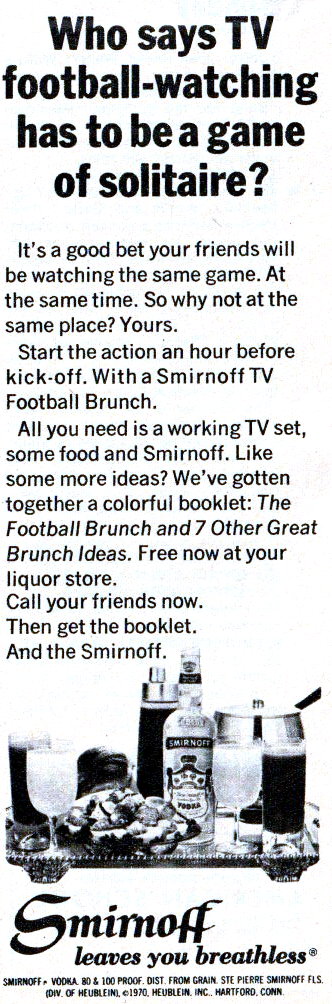 Who says TV
football-watching
has to be a game
of solitaire?
It's a good bet your friends will
be watching the same game. At
the same time. So why not at the
same place? Yours.
Start the action an hour before
kick-off. With a Smirnoff TV
Football Brunch.
All you need is a working TV set,
some food and Smirnoff. Like
some more ideas? We've gotten
together a colorful booklet: The
Football Brunch and 7 Other Great
Brunch Ideas. Free now at your
liquor store.
Call your friends now.
Then get the booklet.
And the Smirnoff.
SMIRNOFF
VODKA
Smirnoff
leaves you breathless®
SMIRNOFF® VODKA. 80 & 100 PROOF. DIST. FROM GRAIN. STE PIERRE SMIRNOFF FLS.
(DIV. OF HEUBLEIN), ©1970, HEUBLEIN, INC., HARTFORD, CONN.